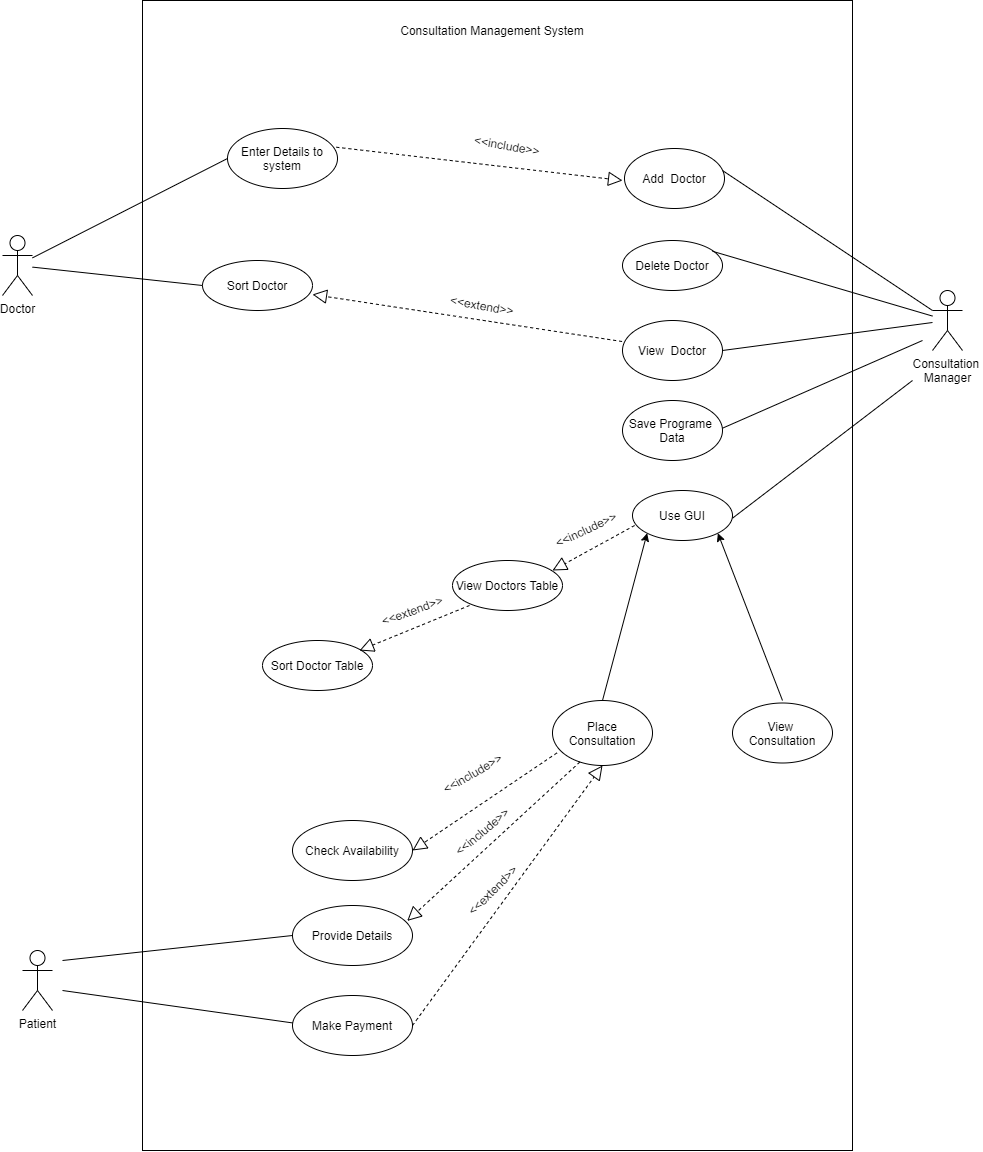 Consultation Management System
Enter Details to
system
<<include>>
Add  Doctor
Doctor
Sort Doctor
<<extend>>
Delete Doctor
View  Doctor
Consultation
Manager
Save Programe
Data
Use GUI
<<include>>
View Doctors Table
<<extend>>
Sort Doctor Table
Place
Consultation
View
Consultation
<<include>>
Check Availability
<<include>>
<<extend>>
Provide Details
Patient
Make Payment